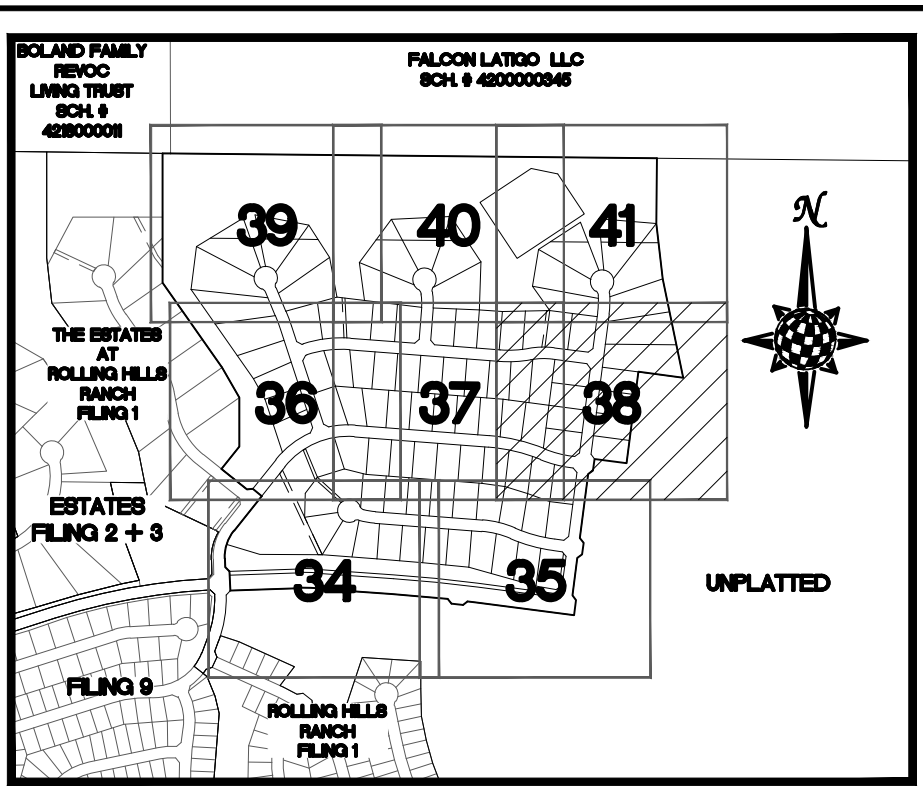 BOLAND FAMILY
REVOC
LIVING TRUST
SCH. #
4218000011
FALCON LATIGO LLC
SCH. # 4200000345
39
40
41
N
THE ESTATES
AT
ROLLING HILLS
RANCH
FILING 1
36
37
38
ESTATES
FILING 2 + 3
34
35
UNPLATTED
FILING 9
ROLLING HILLS
RANCH
FILING 1